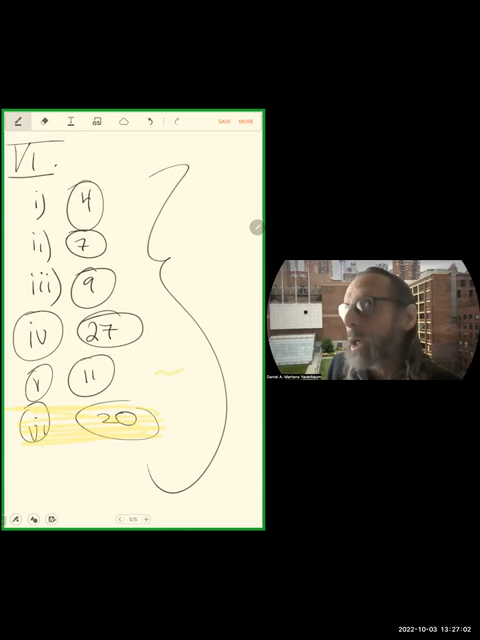 SAVE MORE
VI.
i) 4
ii) 7
iii) 9
iv 27
v 11
vi 20
5/5
Daniel A. Martens Yaverbaum
2022-10-03 13:27:02